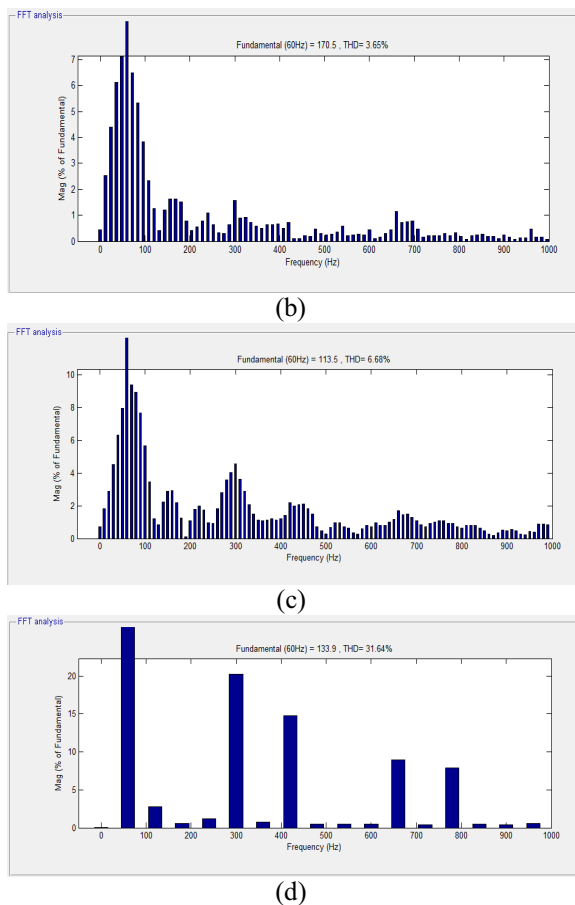 FFT analysis
Fundamental (60Hz) = 170.5 , THD= 3.65%
7
6
5
4
3
2
1
0
Mag (% of Fundamental)
0 100 200 300 400 500 600 700 800 900 1000
Frequency (Hz)
(b)
FFT analysis
Fundamental (60Hz) = 113.5 , THD= 6.68%
10
8
6
4
2
0
Mag (% of Fundamental)
0 100 200 300 400 500 600 700 800 900 1000
Frequency (Hz)
(c)
FFT analysis
Fundamental (60Hz) = 133.9 , THD= 31.64%
20
15
10
5
0
Mag (% of Fundamental)
0 100 200 300 400 500 600 700 800 900 1000
Frequency (Hz)
(d)